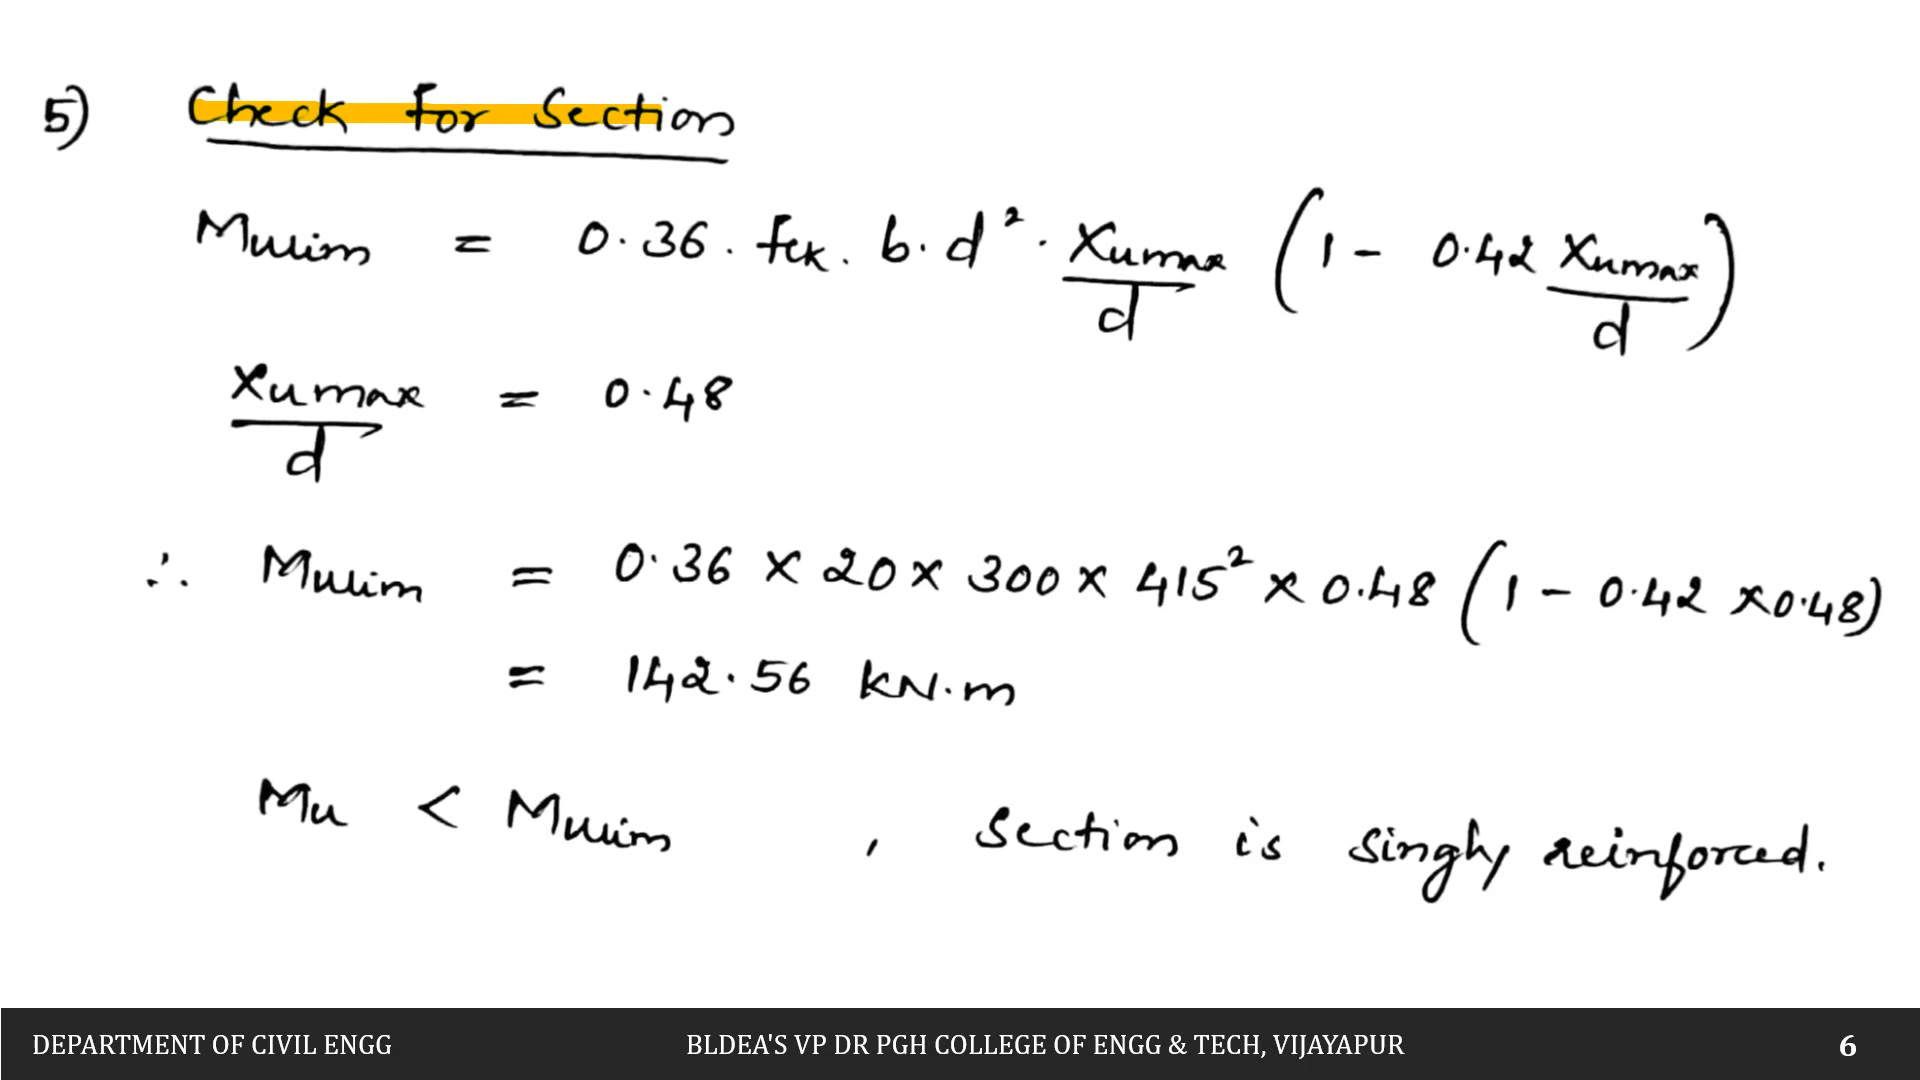 5) Check for Section
Mulim = 0.36. fck. b. d². Xumax/d (1 - 0.42 Xumax/d)
Xumax/d = 0.48
∴ Mulim = 0.36 × 20 × 300 × 415² × 0.48 (1 - 0.42 × 0.48)
= 142.56 kN.m
Mu < Mulim , Section is singly reinforced.
DEPARTMENT OF CIVIL ENGG BLDEA'S VP DR PGH COLLEGE OF ENGG & TECH, VIJAYAPUR 6